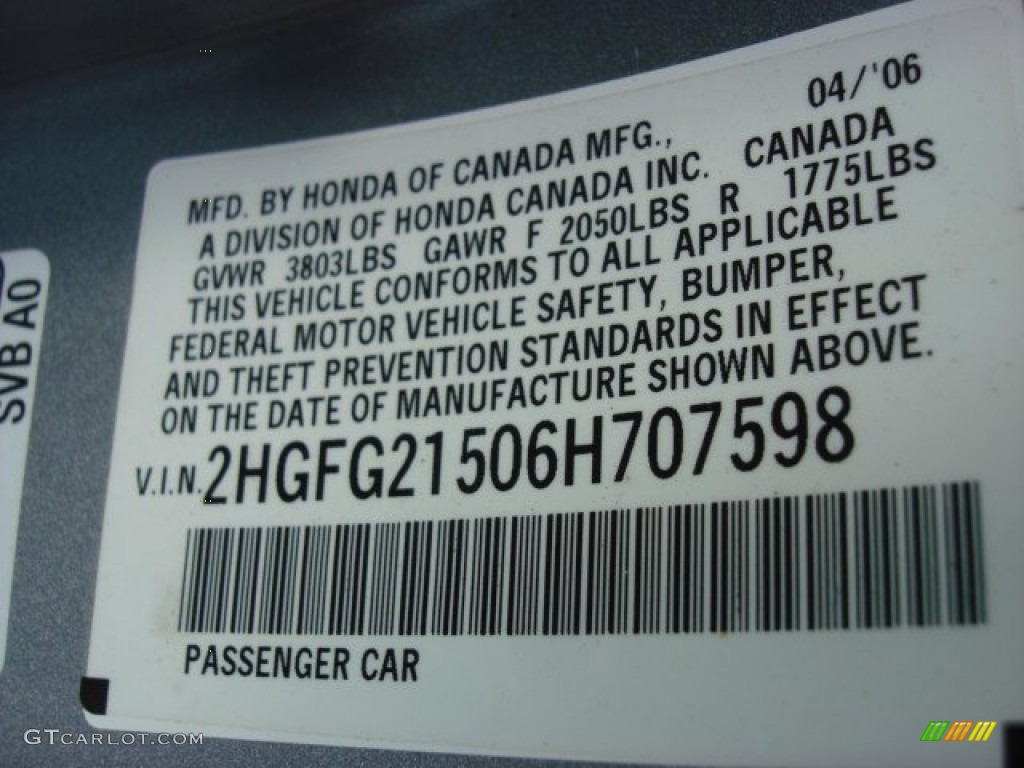 04/'06
MFD. BY HONDA OF CANADA MFG.,
A DIVISION OF HONDA CANADA INC. CANADA
GVWR 3803LBS GAWR F 2050LBS R 1775LBS
THIS VEHICLE CONFORMS TO ALL APPLICABLE
FEDERAL MOTOR VEHICLE SAFETY, BUMPER,
AND THEFT PREVENTION STANDARDS IN EFFECT
ON THE DATE OF MANUFACTURE SHOWN ABOVE.
V.I.N. 2HGFG21506H707598
PASSENGER CAR
SVB A0
GTCARLOT.COM